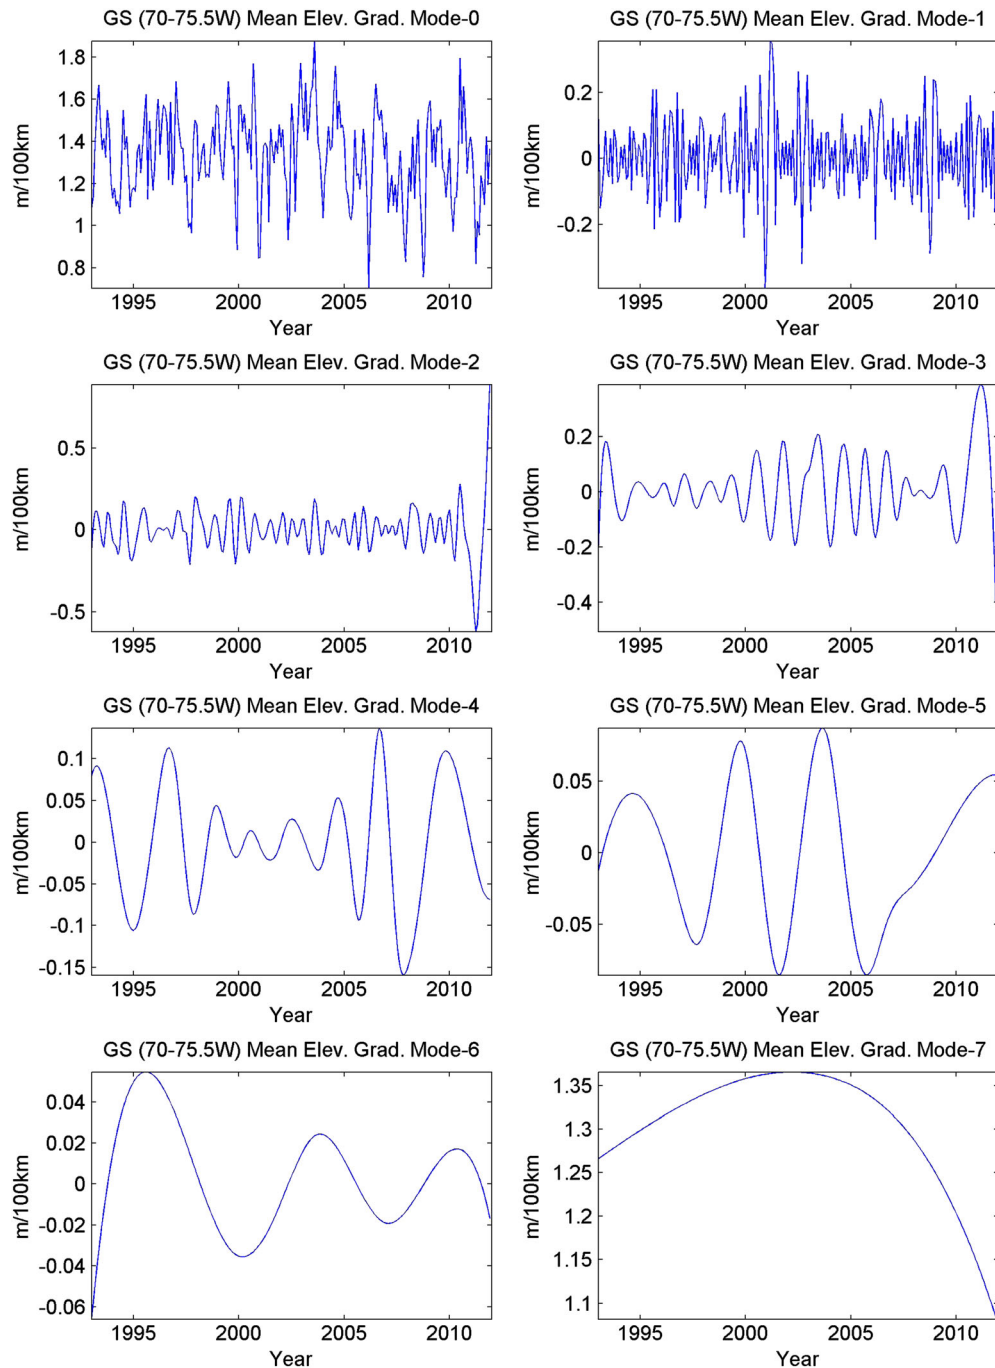 GS (70-75.5W) Mean Elev. Grad. Mode-0
1.8
1.6
1.4
1.2
1
0.8
m/100km
1995 2000 2005 2010
Year
GS (70-75.5W) Mean Elev. Grad. Mode-1
0.2
0
-0.2
m/100km
1995 2000 2005 2010
Year
GS (70-75.5W) Mean Elev. Grad. Mode-2
0.5
0
-0.5
m/100km
1995 2000 2005 2010
Year
GS (70-75.5W) Mean Elev. Grad. Mode-3
0.2
0
-0.2
-0.4
m/100km
1995 2000 2005 2010
Year
GS (70-75.5W) Mean Elev. Grad. Mode-4
0.1
0.05
0
-0.05
-0.1
-0.15
m/100km
1995 2000 2005 2010
Year
GS (70-75.5W) Mean Elev. Grad. Mode-5
0.05
0
-0.05
m/100km
1995 2000 2005 2010
Year
GS (70-75.5W) Mean Elev. Grad. Mode-6
0.04
0.02
0
-0.02
-0.04
-0.06
m/100km
1995 2000 2005 2010
Year
GS (70-75.5W) Mean Elev. Grad. Mode-7
1.35
1.3
1.25
1.2
1.15
1.1
m/100km
1995 2000 2005 2010
Year